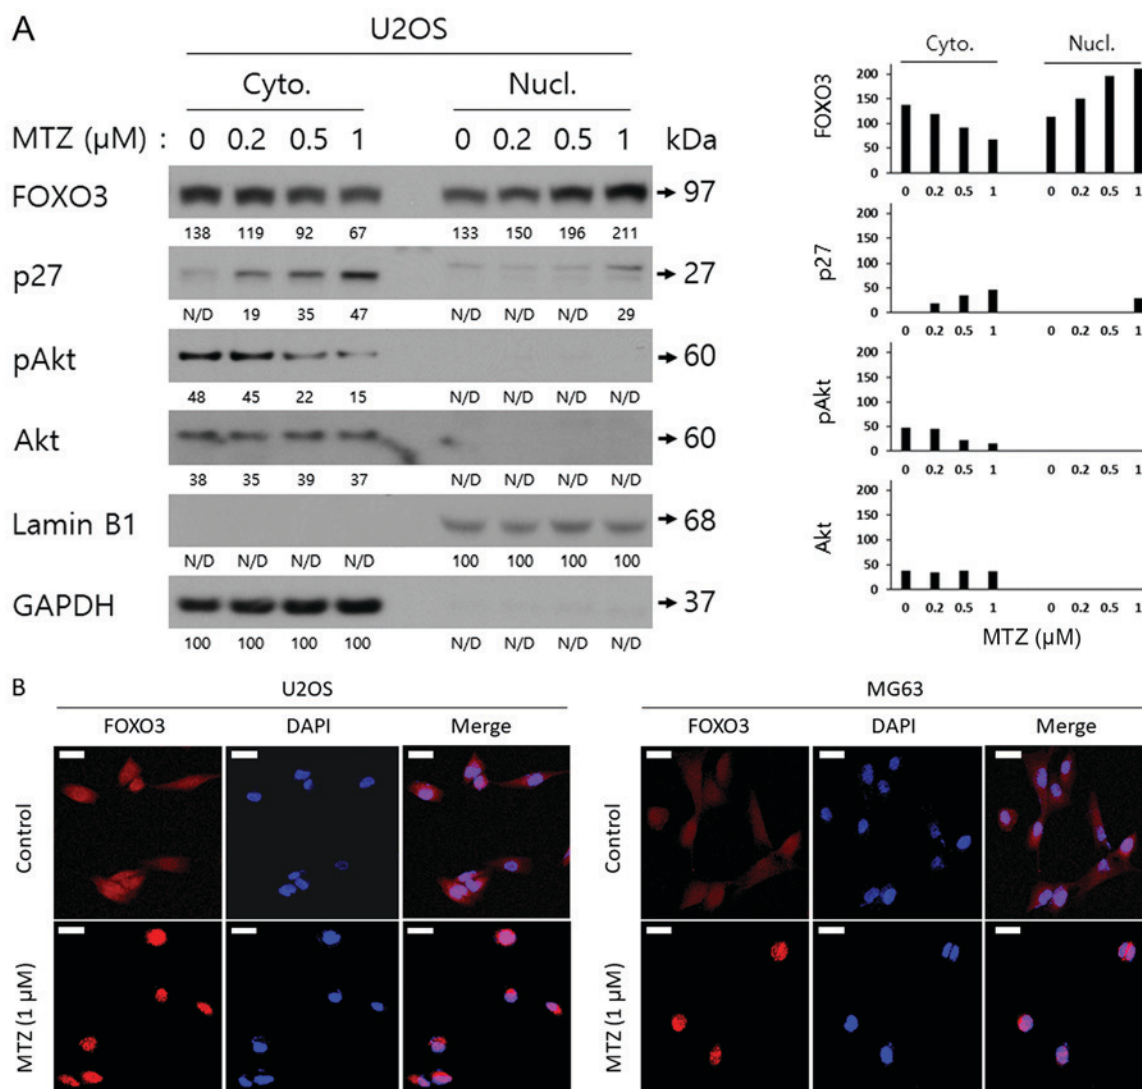 A
U2OS
Cyto. Nucl.
MTZ (µM) : 0 0.2 0.5 1 0 0.2 0.5 1 kDa
FOXO3 97
138 119 92 67 133 150 196 211
p27 27
N/D 19 35 47 N/D N/D N/D 29
pAkt 60
48 45 22 15 N/D N/D N/D N/D
Akt 60
38 35 39 37 N/D N/D N/D N/D
Lamin B1 68
N/D N/D N/D N/D 100 100 100 100
GAPDH 37
100 100 100 100 N/D N/D N/D N/D
Cyto. Nucl.
FOXO3
200
150
100
50
0
0 0.2 0.5 1 0 0.2 0.5 1
p27
200
150
100
50
0
0 0.2 0.5 1 0 0.2 0.5 1
pAkt
200
150
100
50
0
0 0.2 0.5 1 0 0.2 0.5 1
Akt
200
150
100
50
0
0 0.2 0.5 1 0 0.2 0.5 1
MTZ (µM)
B
U2OS MG63
FOXO3 DAPI Merge FOXO3 DAPI Merge
Control Control
MTZ (1 µM) MTZ (1 µM)